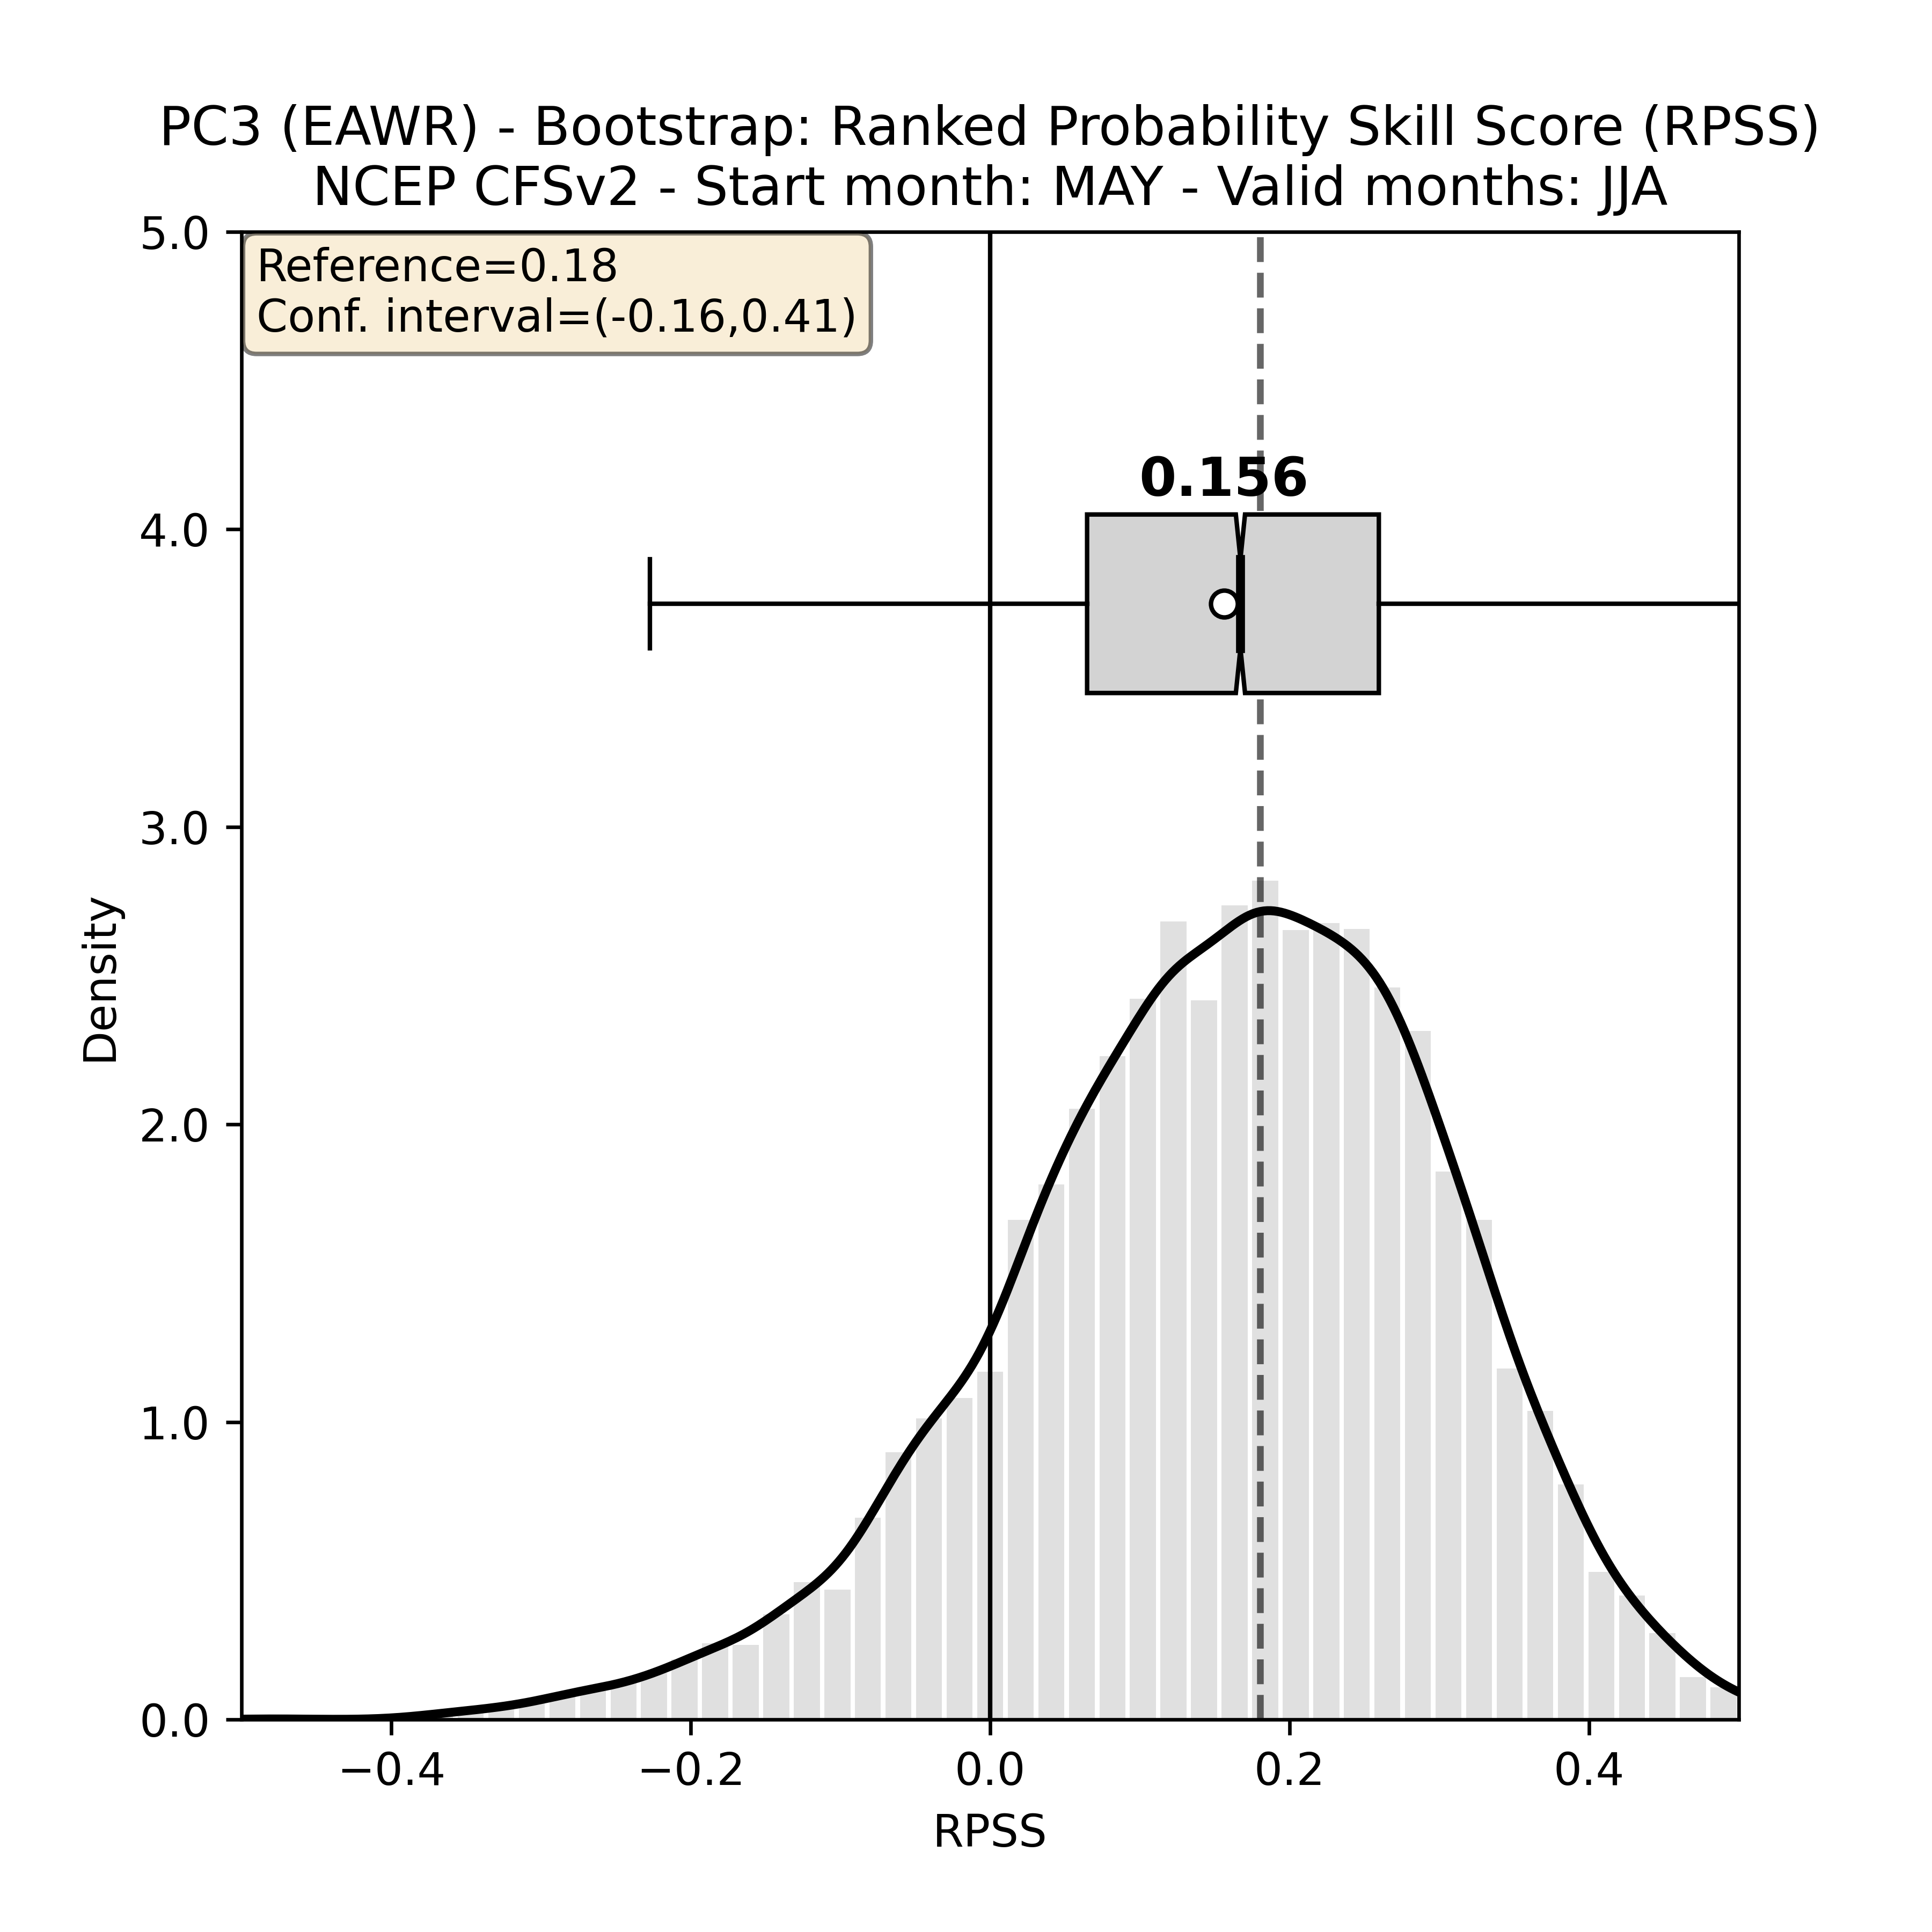 PC3 (EAWR) - Bootstrap: Ranked Probability Skill Score (RPSS)
NCEP CFSv2 - Start month: MAY - Valid months: JJA
5.0
Reference=0.18
Conf. interval=(-0.16,0.41)
0.156
4.0
3.0
Density
2.0
1.0
0.0
−0.4
−0.2
0.0
0.2
0.4
RPSS